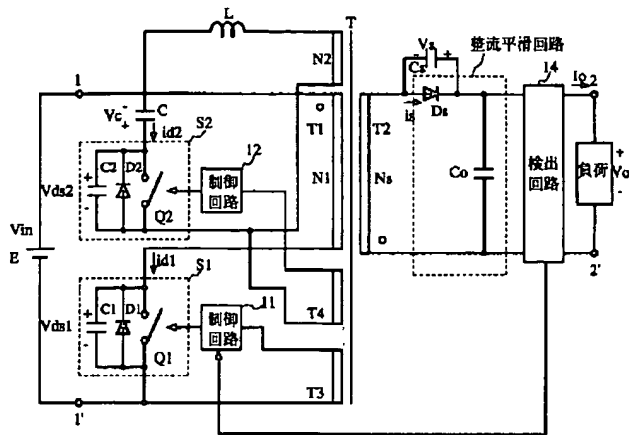 L
T
N2
Vs
- +
Cs
整流平滑回路
14
Io
2
1
Vc
-
+
C
id2
S2
is
Ds
T1
T2
12
C2
D2
+
Vds2
-
制御
回路
N1
Ns
Co
検出
回路
負荷
+
Vo
-
Q2
Vin
E
id1
S1
2'
11
+
Vds1
-
C1
D1
制御
回路
T4
Q1
T3
1'